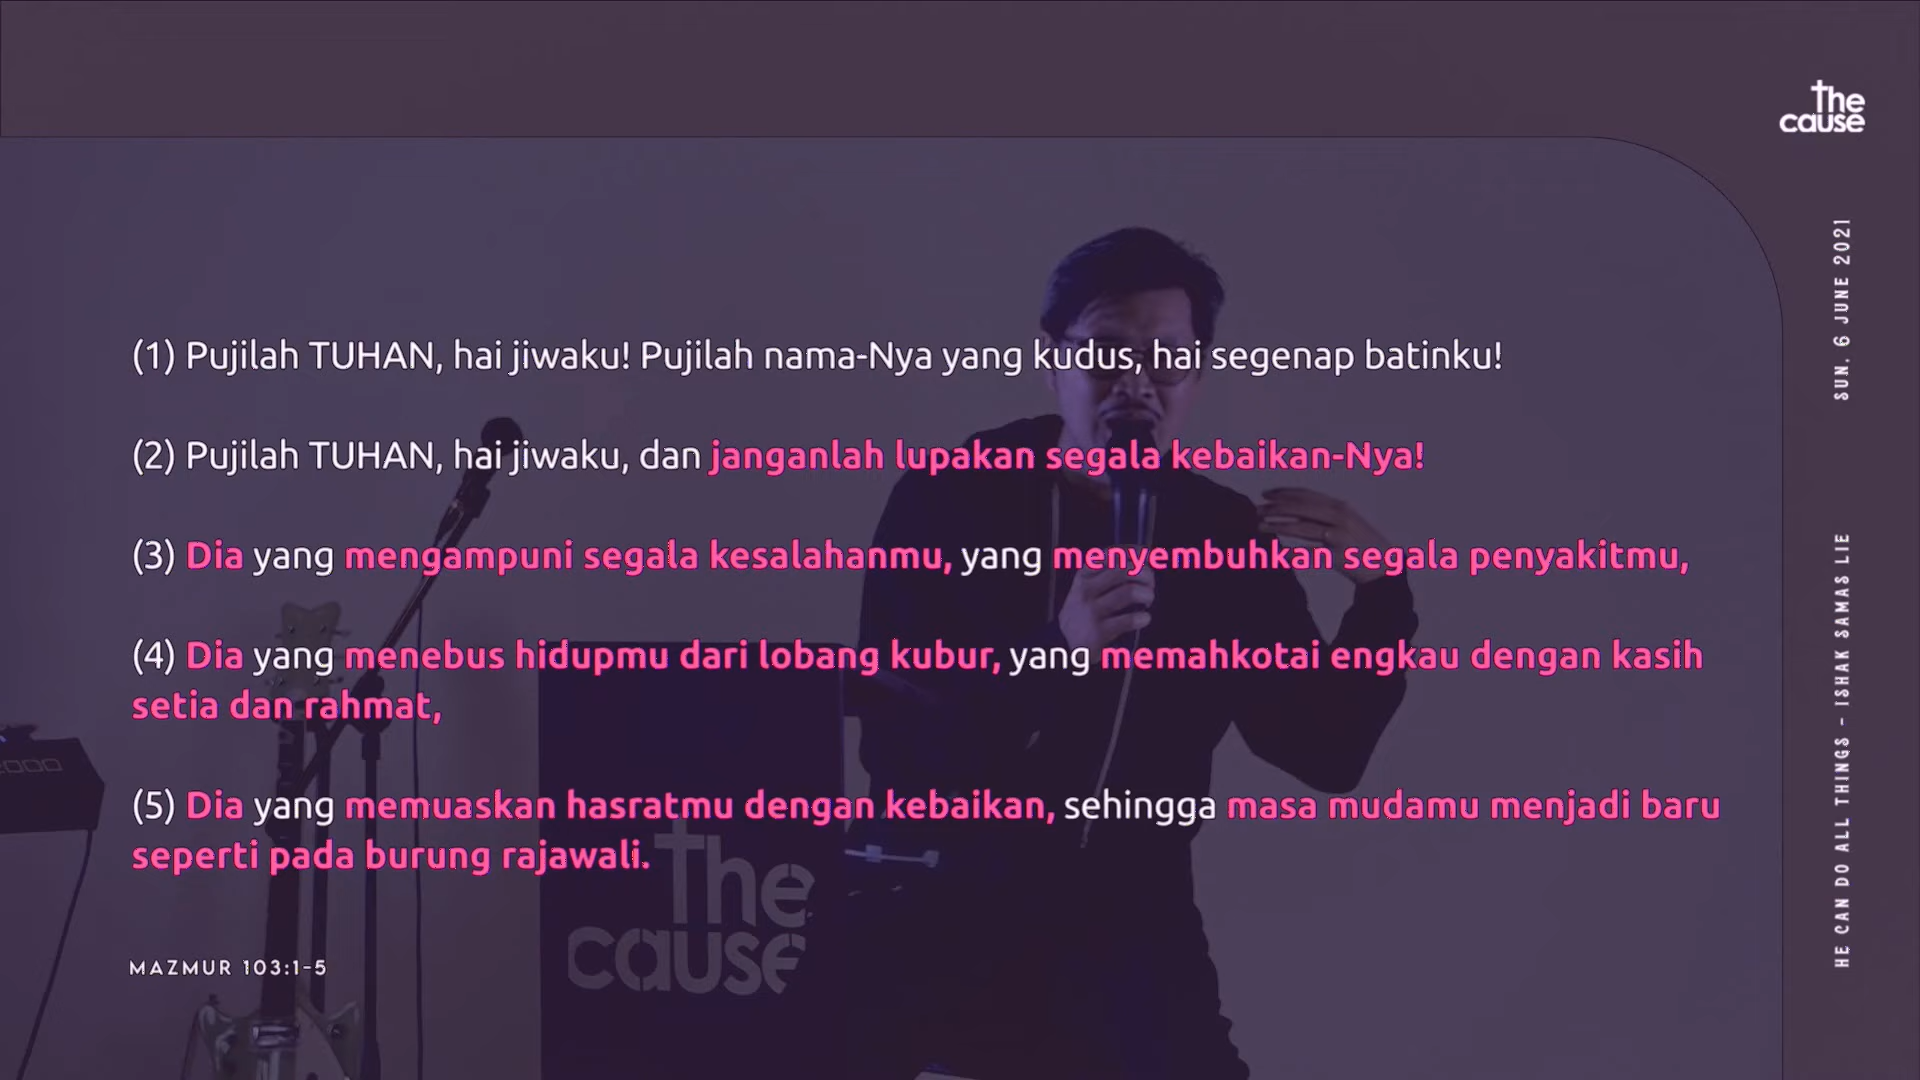 the
cause
SUN. 6 JUNE 2021
HE CAN DO ALL THINGS - ISHAK SAMAS LIE
(1) Pujilah TUHAN, hai jiwaku! Pujilah nama-Nya yang kudus, hai segenap batinku!
(2) Pujilah TUHAN, hai jiwaku, dan janganlah lupakan segala kebaikan-Nya!
(3) Dia yang mengampuni segala kesalahanmu, yang menyembuhkan segala penyakitmu,
(4) Dia yang menebus hidupmu dari lobang kubur, yang memahkotai engkau dengan kasih
setia dan rahmat,
(5) Dia yang memuaskan hasratmu dengan kebaikan, sehingga masa mudamu menjadi baru
seperti pada burung rajawali.
MAZMUR 103:1-5
the
cause